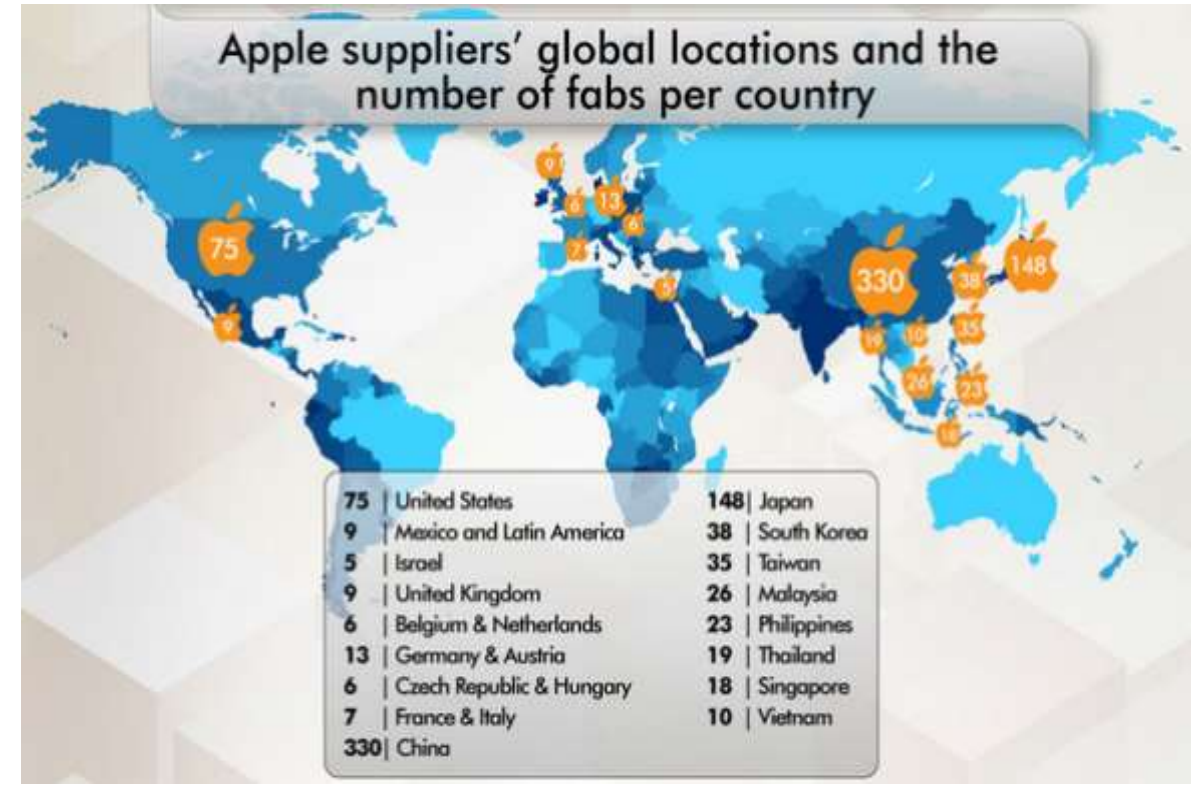 Apple suppliers' global locations and the
number of fabs per country
9
6
13
6
7
5
75
9
330
38
148
19
10
35
26
23
18
75 | United States
9 | Mexico and Latin America
5 | Israel
9 | United Kingdom
6 | Belgium & Netherlands
13 | Germany & Austria
6 | Czech Republic & Hungary
7 | France & Italy
330| China
148| Japan
38 | South Korea
35 | Taiwan
26 | Malaysia
23 | Philippines
19 | Thailand
18 | Singapore
10 | Vietnam